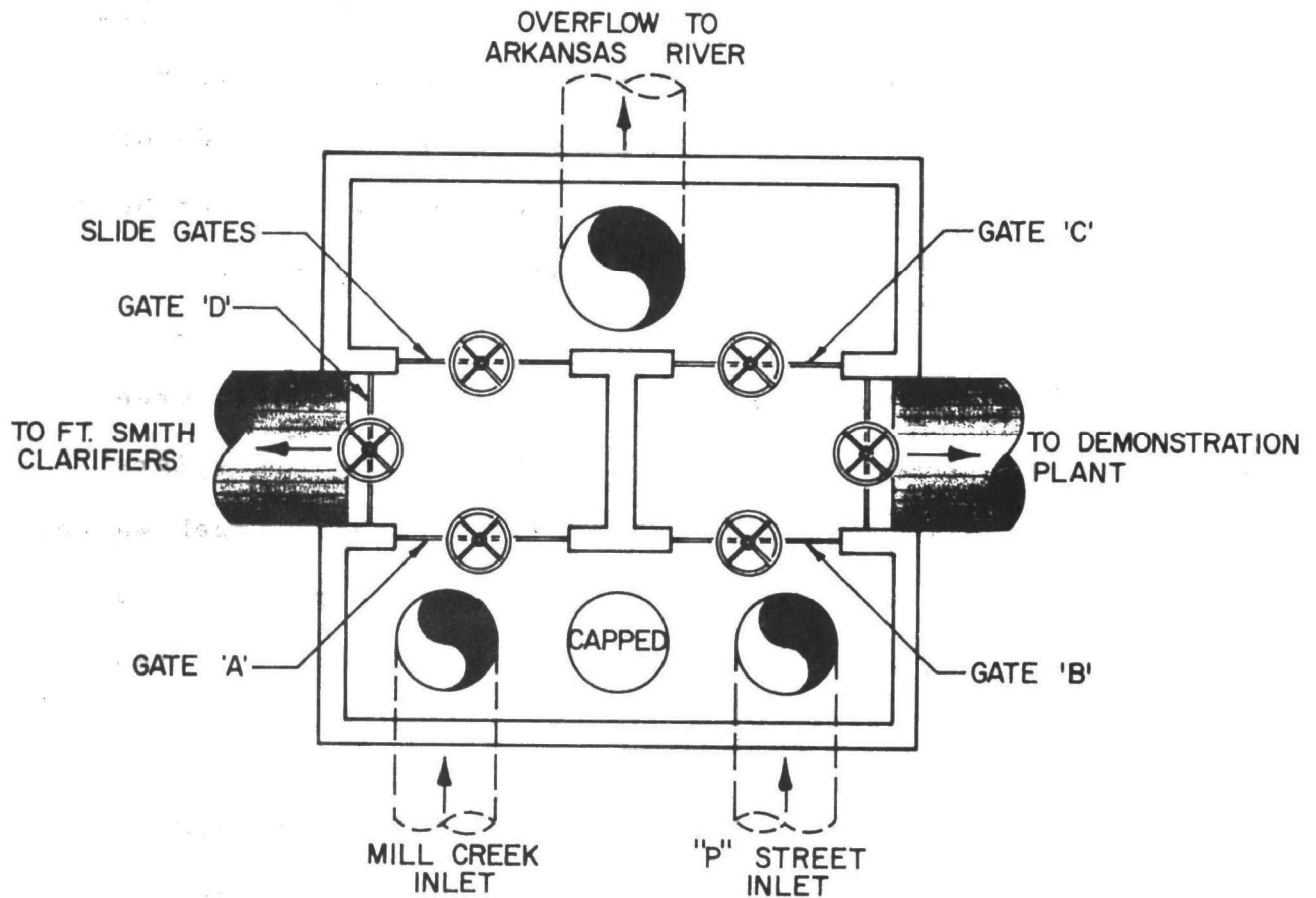 OVERFLOW TO
ARKANSAS RIVER
SLIDE GATES
GATE 'C'
GATE 'D'
TO FT. SMITH
CLARIFIERS
TO DEMONSTRATION
PLANT
GATE 'A'
CAPPED
GATE 'B'
MILL CREEK
INLET
"P" STREET
INLET